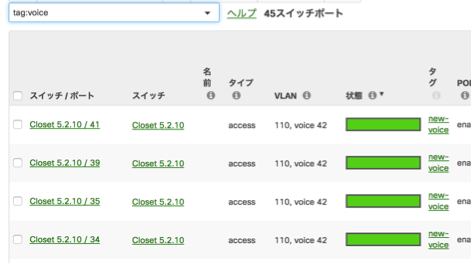 tag:voice ヘルプ 45スイッチポート
スイッチ / ポート スイッチ 名前 タイプ VLAN 状態 タグ
Closet 5.2.10 / 41 Closet 5.2.10 access 110, voice 42 new-voice
Closet 5.2.10 / 39 Closet 5.2.10 access 110, voice 42 new-voice
Closet 5.2.10 / 35 Closet 5.2.10 access 110, voice 42 new-voice
Closet 5.2.10 / 34 Closet 5.2.10 access 110, voice 42 new-voice